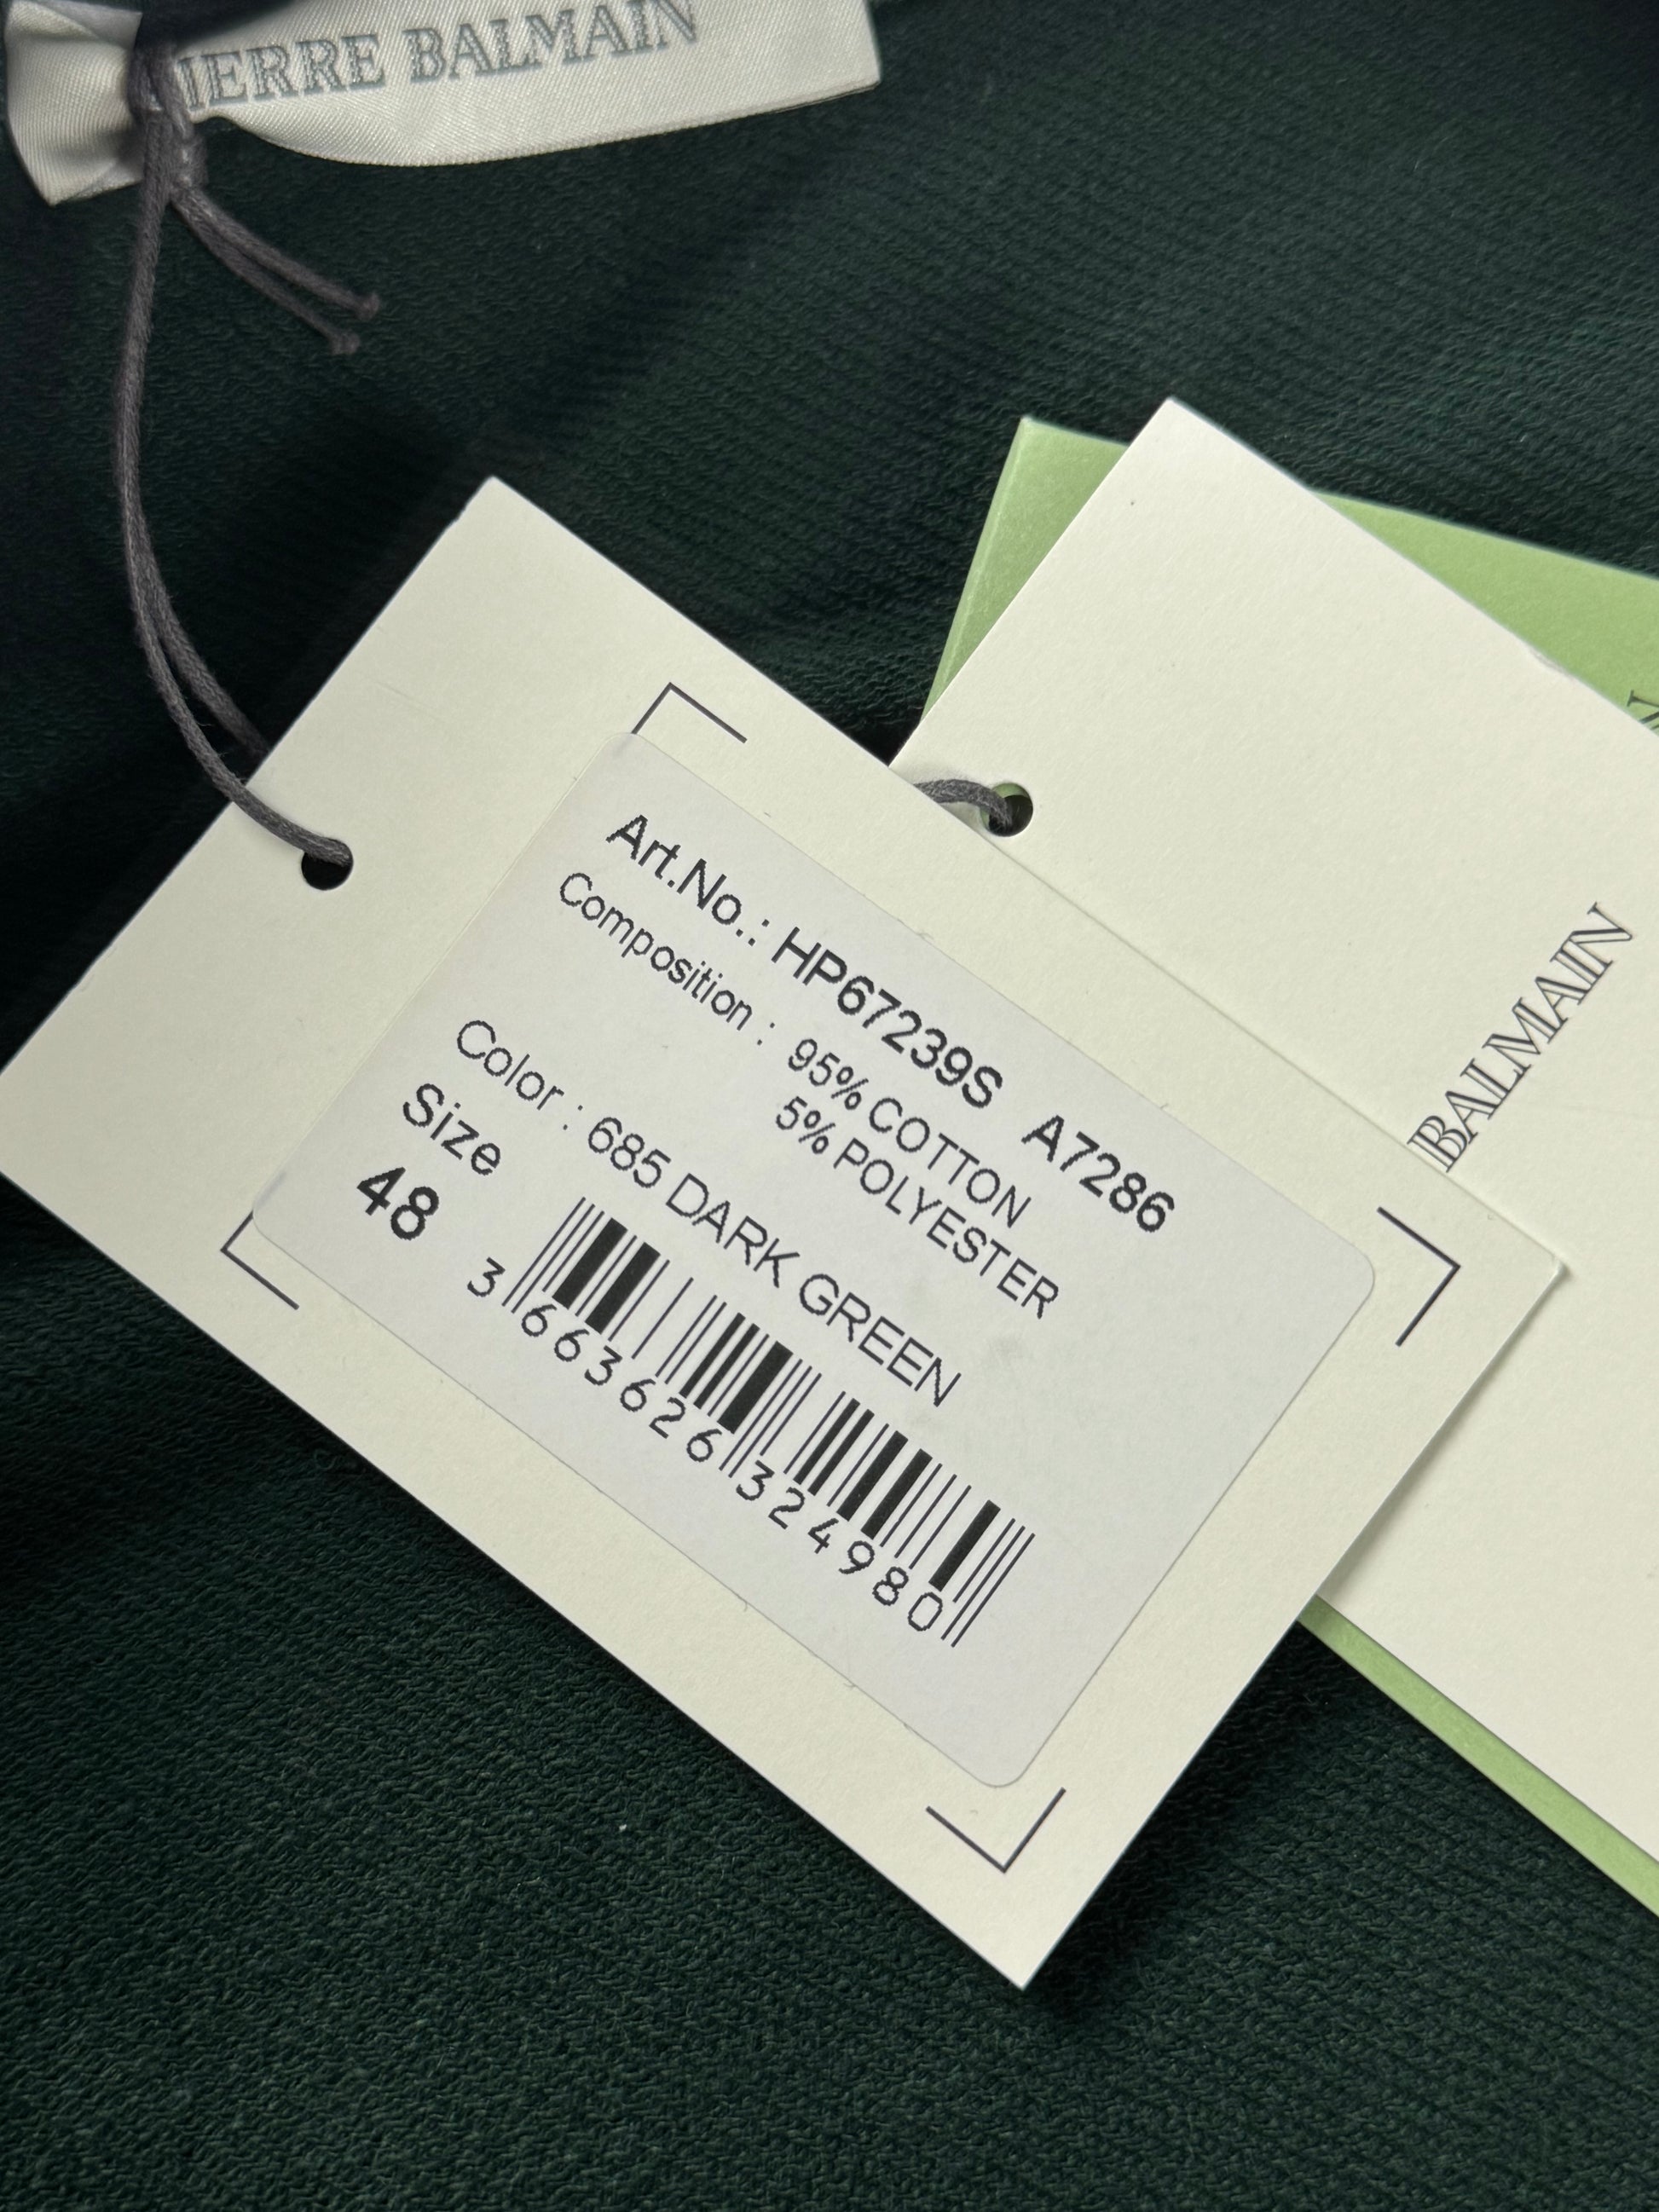 PIERRE BALMAIN
Art.No.: HP67239S A7286
Composition : 95% COTTON
5% POLYESTER
Color : 685 DARK GREEN
Size
48
3 663626 324980
BALMAIN